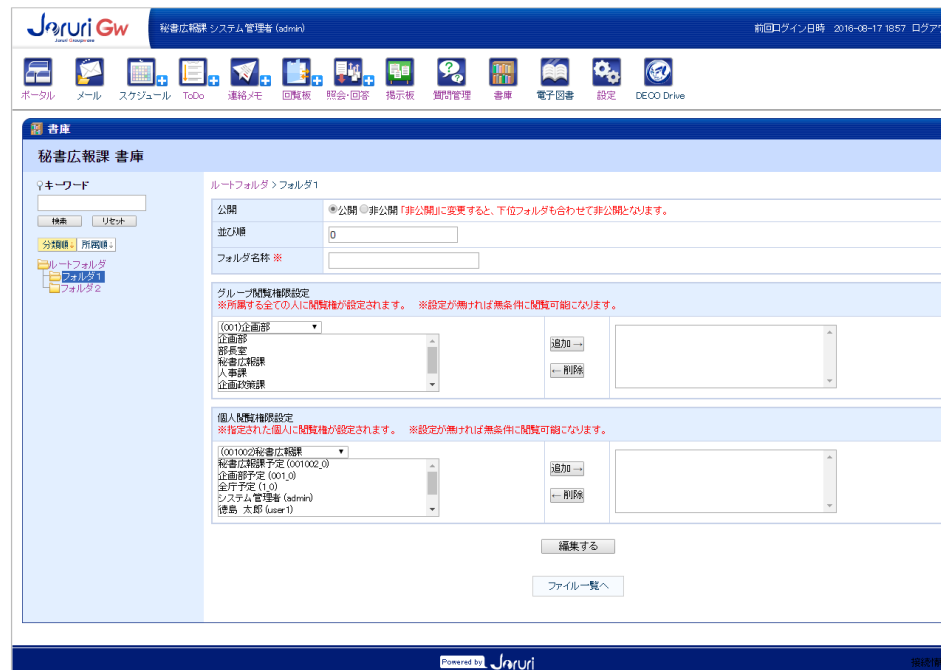 Joruri Gw
Joruri Groupware
秘書広報課 システム管理者 (admin)
前回ログイン日時 2016-08-17 18:57 ログアウ
ポータル メール スケジュール ToDo 連絡メモ 回覧板 照会・回答 掲示板 質問管理 書庫 電子図書 設定 DECO Drive
書庫
秘書広報課 書庫
キーワード
検索 リセット
分類順↓ 所属順↓
ルートフォルダ
フォルダ1
フォルダ2
ルートフォルダ > フォルダ1
公開 公開 非公開 「非公開」に変更すると、下位フォルダも合わせて非公開となります。
並び順 0
フォルダ名称 ※
グループ閲覧権限設定
※所属する全ての人に閲覧権が設定されます。 ※設定が無ければ無条件に閲覧可能になります。
(001)企画部
企画部
部長室
秘書広報課
人事課
企画政策課
追加 →
← 削除
個人閲覧権限設定
※指定された個人に閲覧権が設定されます。 ※設定が無ければ無条件に閲覧可能になります。
(001002)秘書広報課
秘書広報課予定 (001002_0)
企画部予定 (001_0)
全庁予定 (1_0)
システム管理者 (admin)
徳島 太郎 (user1)
追加 →
← 削除
編集する
ファイル一覧へ
Powered by Joruri
接続情